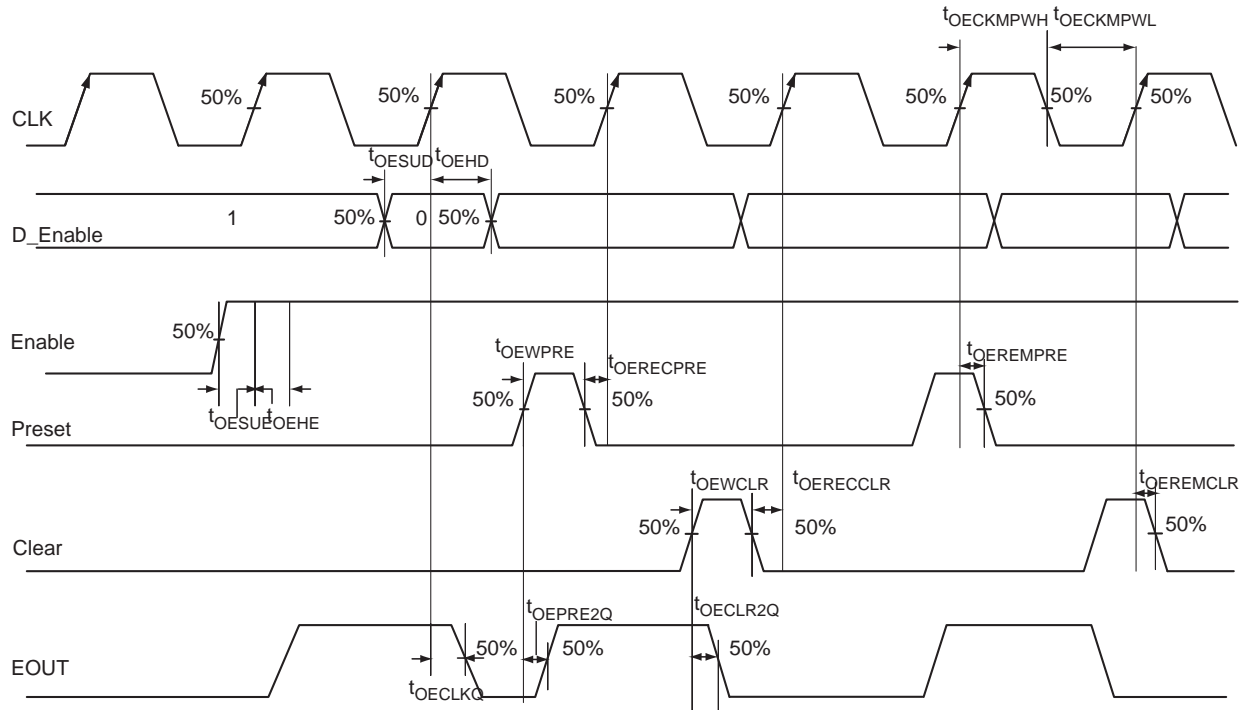 tOECKMPWH tOECKMPWL
50% 50% 50% 50% 50% 50% 50% 50%
CLK
tOESUD tOEHD
1 50% 0 50%
D_Enable
50%
Enable
tOESUE tOEHE
tOEWPRE tOERECPRE tOEREMPRE
50% 50% 50%
Preset
tOEWCLR tOERECCLR tOEREMCLR
50% 50% 50%
Clear
tOEPRE2Q tOECLR2Q
50% 50% 50%
EOUT
tOECLKQ